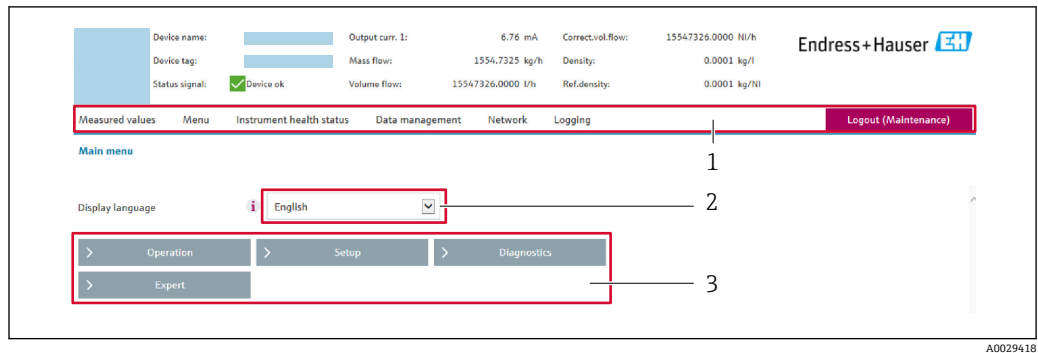 Device name: Output curr. 1: 6.76 mA Correct.vol.flow: 15547326.0000 Nl/h
Device tag: Mass flow: 1554.7325 kg/h Density: 0.0001 kg/l
Status signal: Device ok Volume flow: 15547326.0000 l/h Ref.density: 0.0001 kg/Nl
Endress+Hauser EH
Measured values Menu Instrument health status Data management Network Logging Logout (Maintenance)
1
Main menu
Display language i English 2
> Operation > Setup > Diagnostics
> Expert 3
A0029418